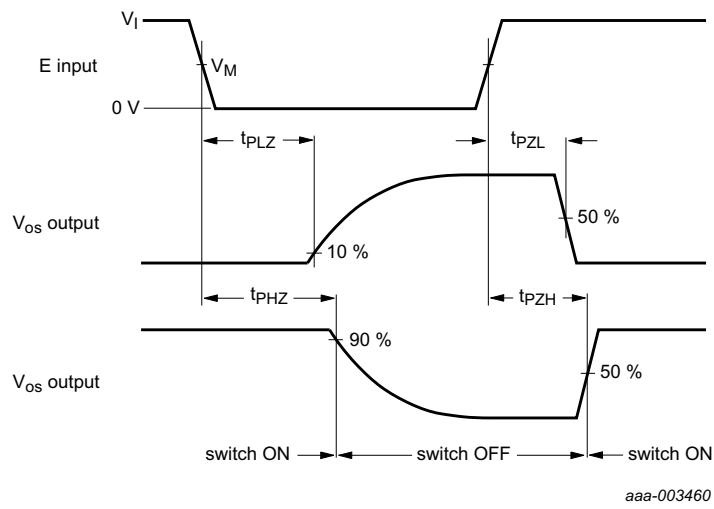 V_I
E input
V_M
0 V
t_PLZ
t_PZL
V_os output
50 %
10 %
t_PHZ
t_PZH
90 %
V_os output
50 %
switch ON
switch OFF
switch ON
aaa-003460